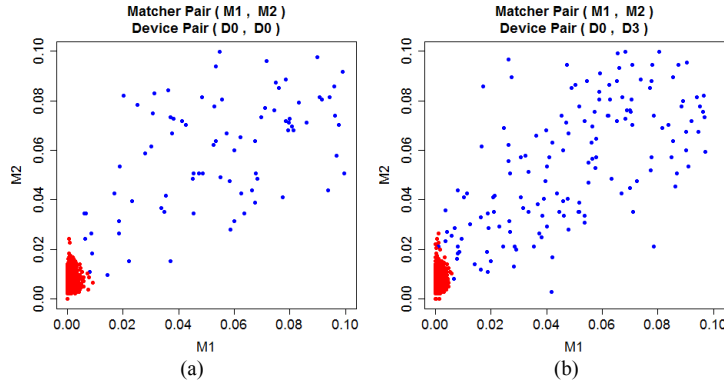 Matcher Pair ( M1 , M2 )
Device Pair ( D0 , D0 )
0.10
0.08
0.06
0.04
0.02
0.00
M2
0.00 0.02 0.04 0.06 0.08 0.10
M1
(a)
Matcher Pair ( M1 , M2 )
Device Pair ( D0 , D3 )
0.10
0.08
0.06
0.04
0.02
0.00
M2
0.00 0.02 0.04 0.06 0.08 0.10
M1
(b)